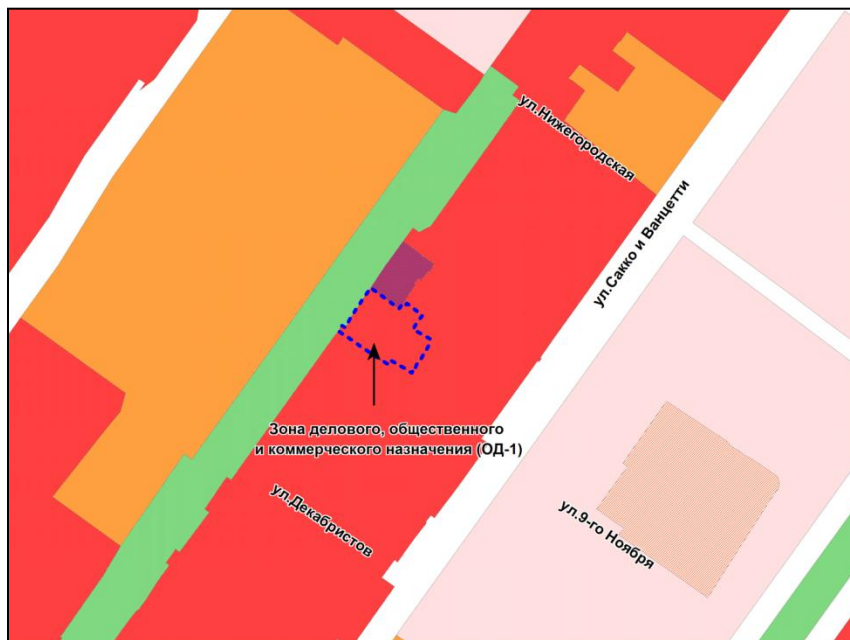 ул.Нижегородская
ул.Сакко и Ванцетти
Зона делового, общественного
и коммерческого назначения (ОД-1)
ул.Декабристов
ул.9-го Ноября